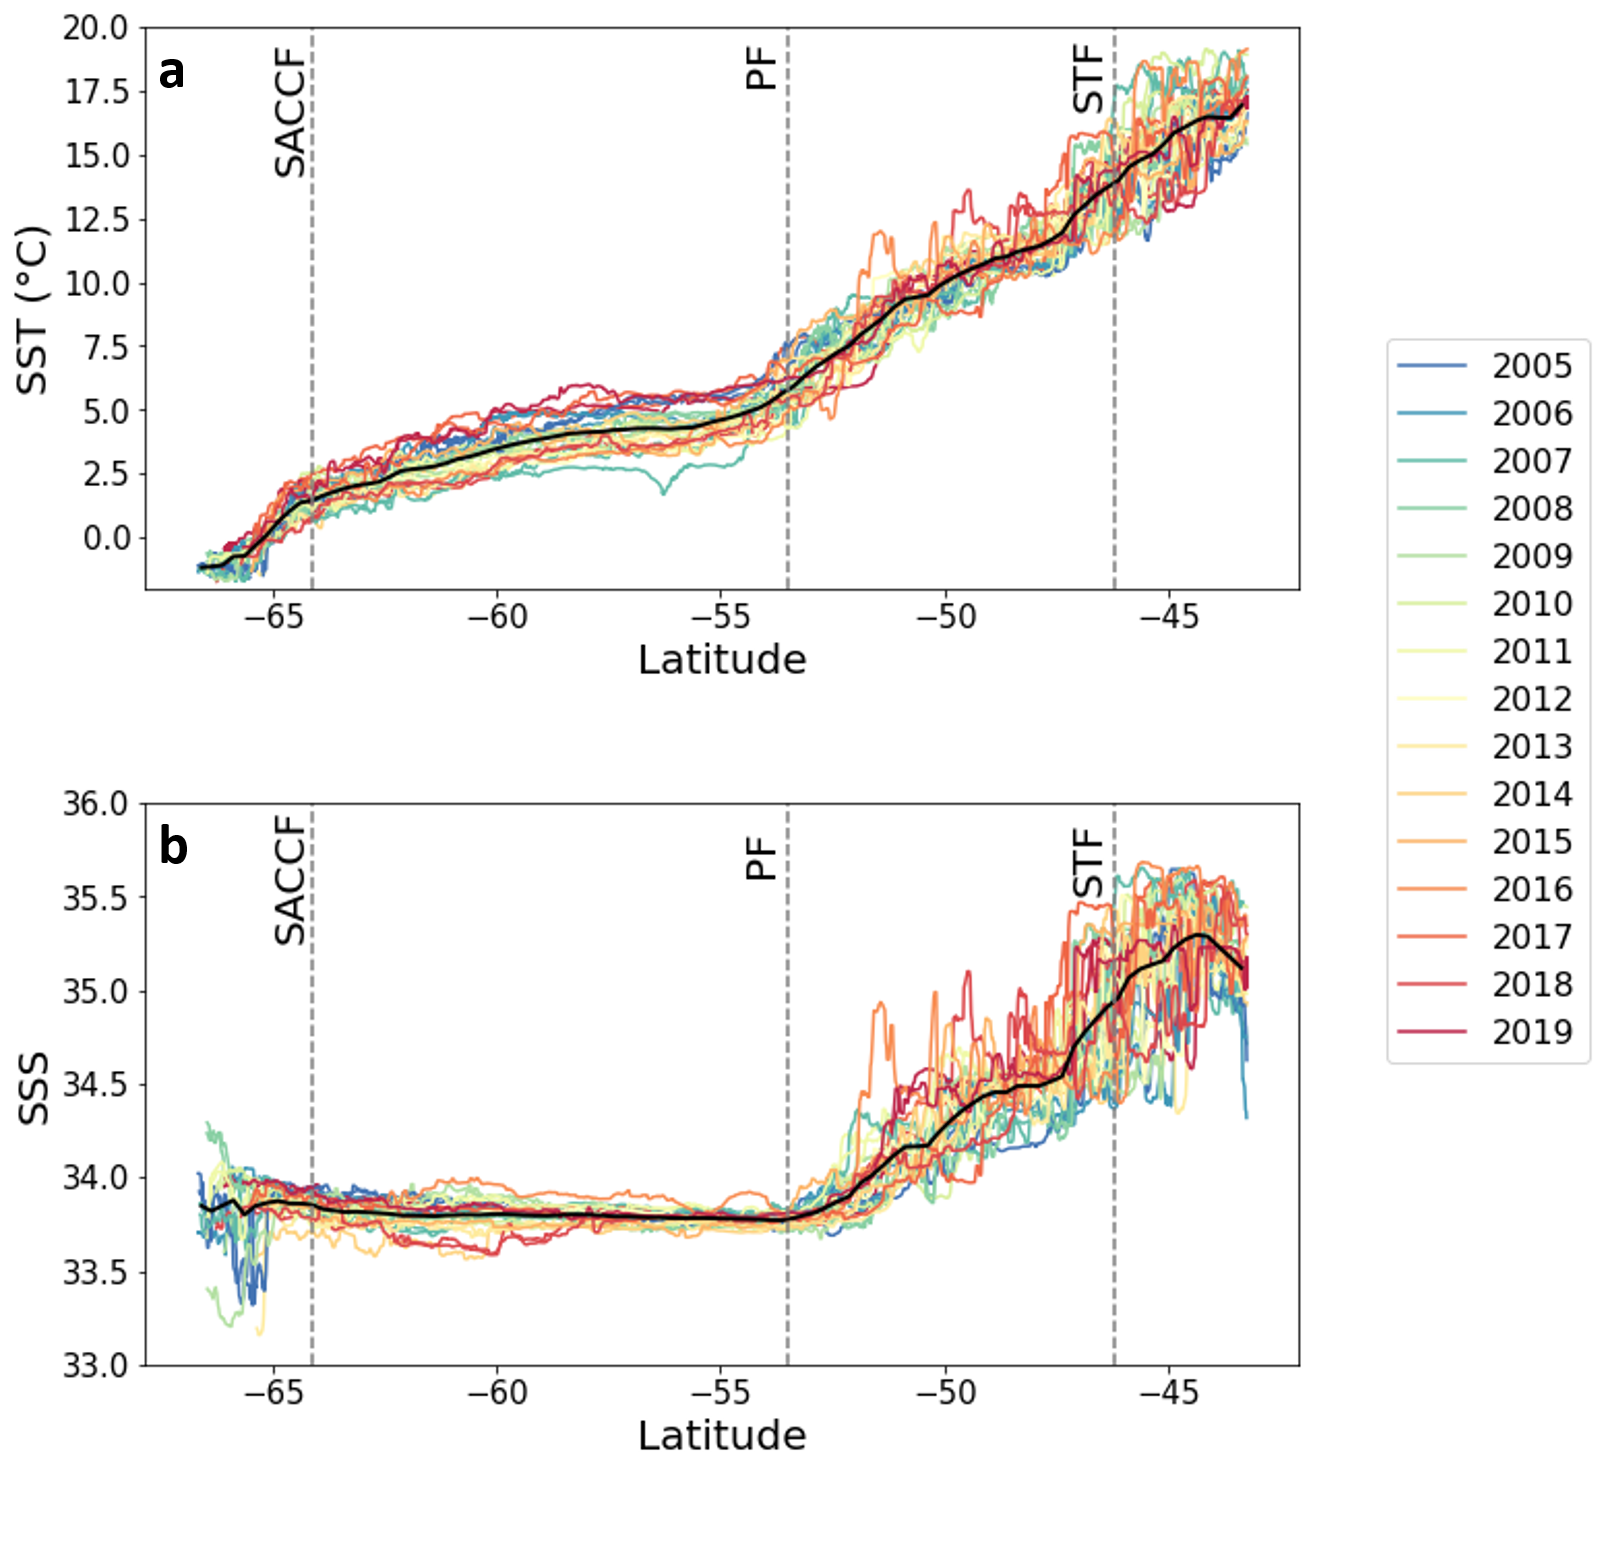 a
SACCF
PF
STF
20.0
17.5
15.0
12.5
10.0
7.5
5.0
2.5
0.0
SST (°C)
−65 −60 −55 −50 −45
Latitude
b
SACCF
PF
STF
36.0
35.5
35.0
34.5
34.0
33.5
33.0
SSS
−65 −60 −55 −50 −45
Latitude
2005
2006
2007
2008
2009
2010
2011
2012
2013
2014
2015
2016
2017
2018
2019